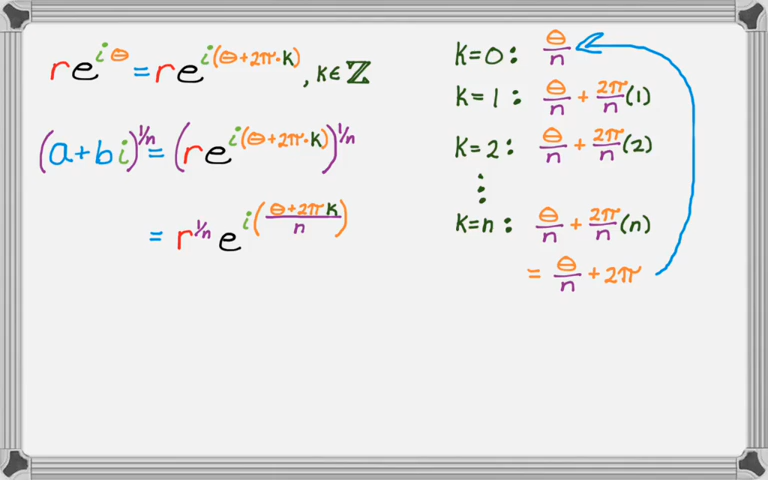 re^{iθ} = re^{i(θ+2π·k)}, k∈ℤ
(a+bi)^{1/n} = (re^{i(θ+2π·k)})^{1/n}
= r^{1/n} e^{i((θ+2πk)/n)}
k=0: θ/n
k=1: θ/n + 2π/n (1)
k=2: θ/n + 2π/n (2)
⋮
k=n: θ/n + 2π/n (n)
= θ/n + 2π